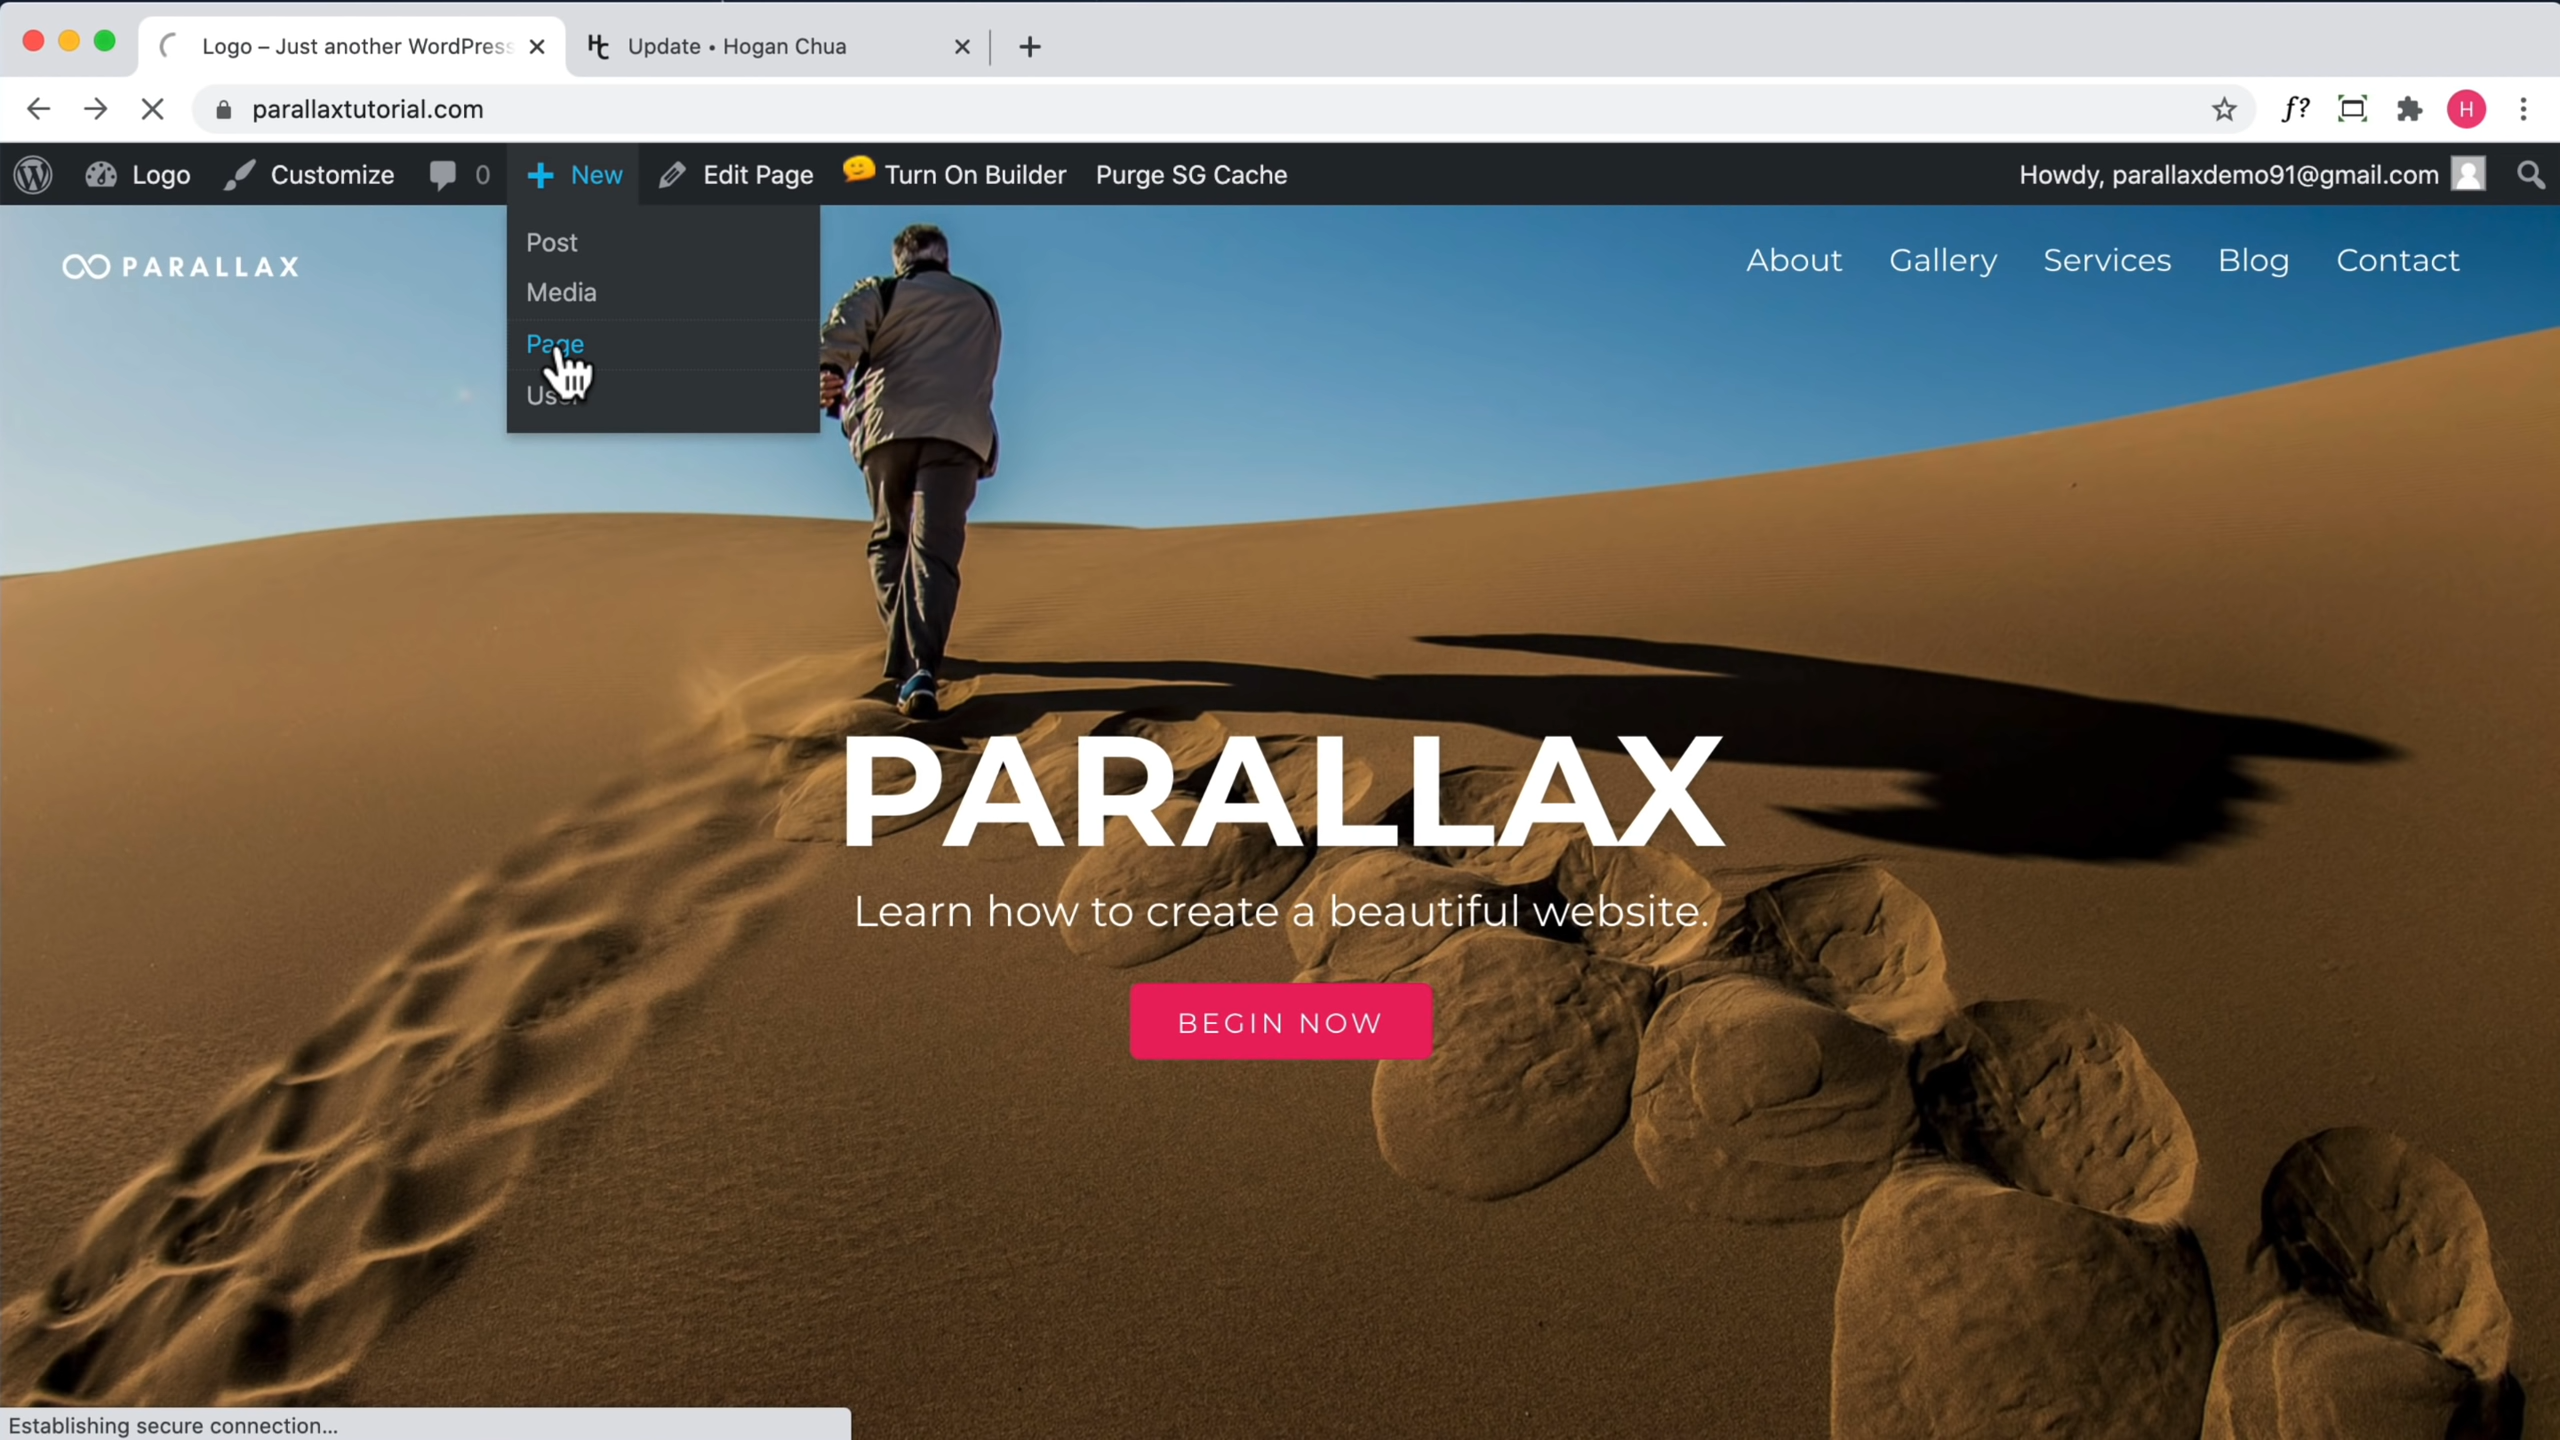 Logo – Just another WordPress
Update • Hogan Chua
parallaxtutorial.com
f?
H
Logo
Customize
0
New
Edit Page
Turn On Builder
Purge SG Cache
Howdy, parallaxdemo91@gmail.com
Post
Media
Page
PARALLAX
About
Gallery
Services
Blog
Contact
PARALLAX
Learn how to create a beautiful website.
BEGIN NOW
Establishing secure connection...